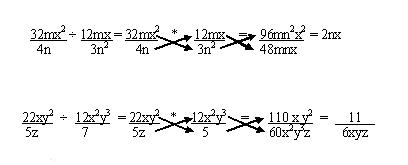 32mx²/4n ÷ 12mx/3n² = 32mx²/4n * 12mx/3n² = 96mn²x²/48mnx = 2nx
22xy²/5z ÷ 12x²y³/7 = 22xy²/5z * 12x²y³/5 = 110 x y²/60x²y³z = 11/6xyz